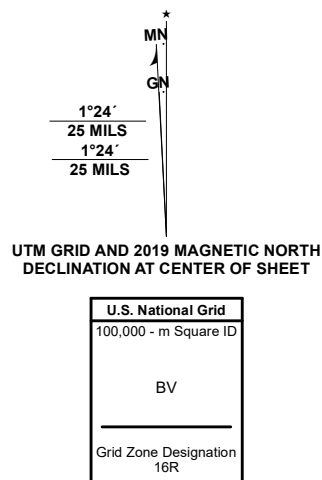 MN
GN
1°24´
25 MILS
1°24´
25 MILS
UTM GRID AND 2019 MAGNETIC NORTH
DECLINATION AT CENTER OF SHEET
U.S. National Grid
100,000 - m Square ID
BV
Grid Zone Designation
16R